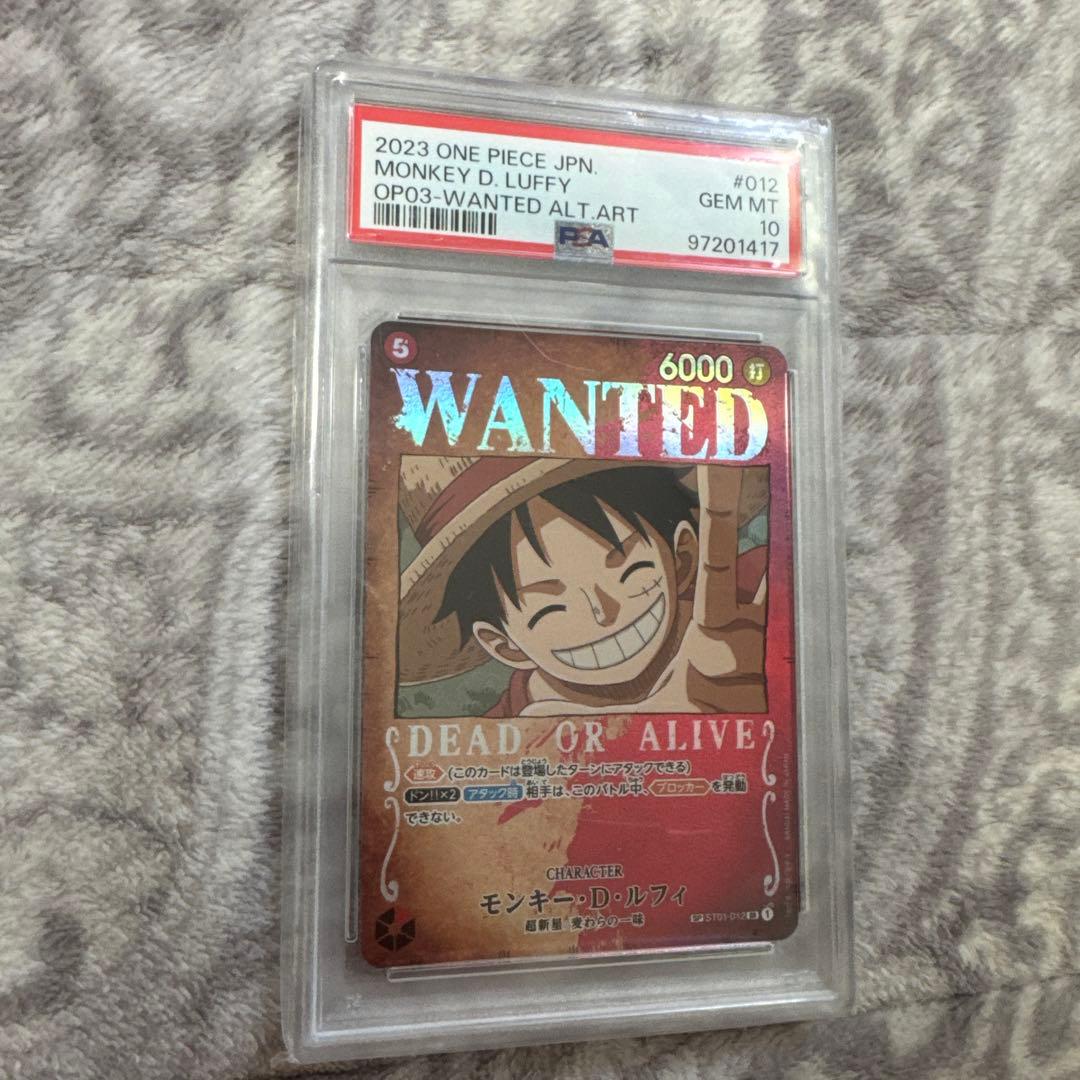 2023 ONE PIECE JPN.
#012
MONKEY D. LUFFY
GEM MT
OP03-WANTED ALT.ART
10
PSA
97201417
5
6000 打
WANTED
DEAD OR ALIVE
速攻 (このカードは登場したターンにアタックできる)
ドン!!×2 アタック時 相手は、このバトル中、ブロッカー を発動
できない。
CHARACTER
モンキー・D・ルフィ
超新星 麦わらの一味
SP ST01-012 1